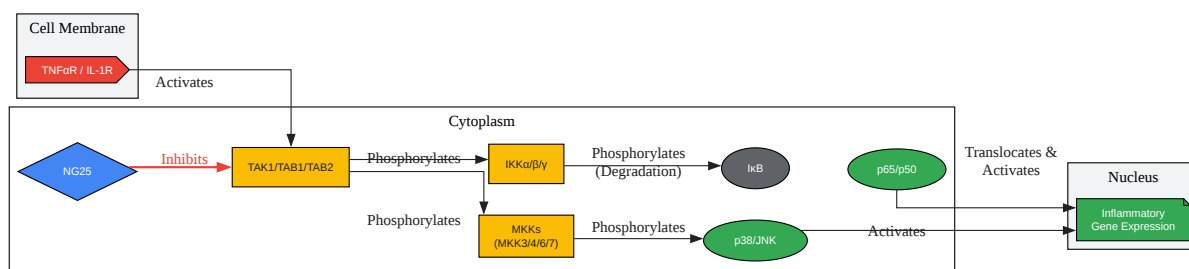 Cell Membrane
TNFαR / IL-1R
Activates
Cytoplasm
NG25
Inhibits
TAK1/TAB1/TAB2
Phosphorylates
IKKα/β/γ
Phosphorylates
(Degradation)
IκB
p65/p50
Translocates &
Activates
Nucleus
Inflammatory
Gene Expression
Phosphorylates
MKKs
(MKK3/4/6/7)
Phosphorylates
p38/JNK
Activates